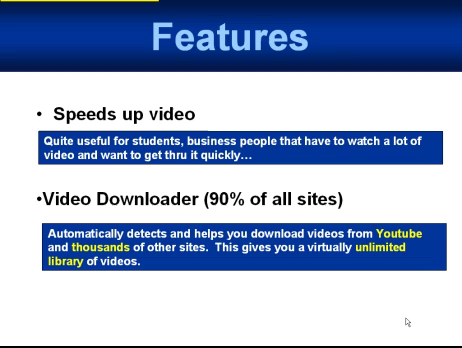 Features
• Speeds up video
Quite useful for students, business people that have to watch a lot of
video and want to get thru it quickly…
•Video Downloader (90% of all sites)
Automatically detects and helps you download videos from Youtube
and thousands of other sites.  This gives you a virtually unlimited
library of videos.